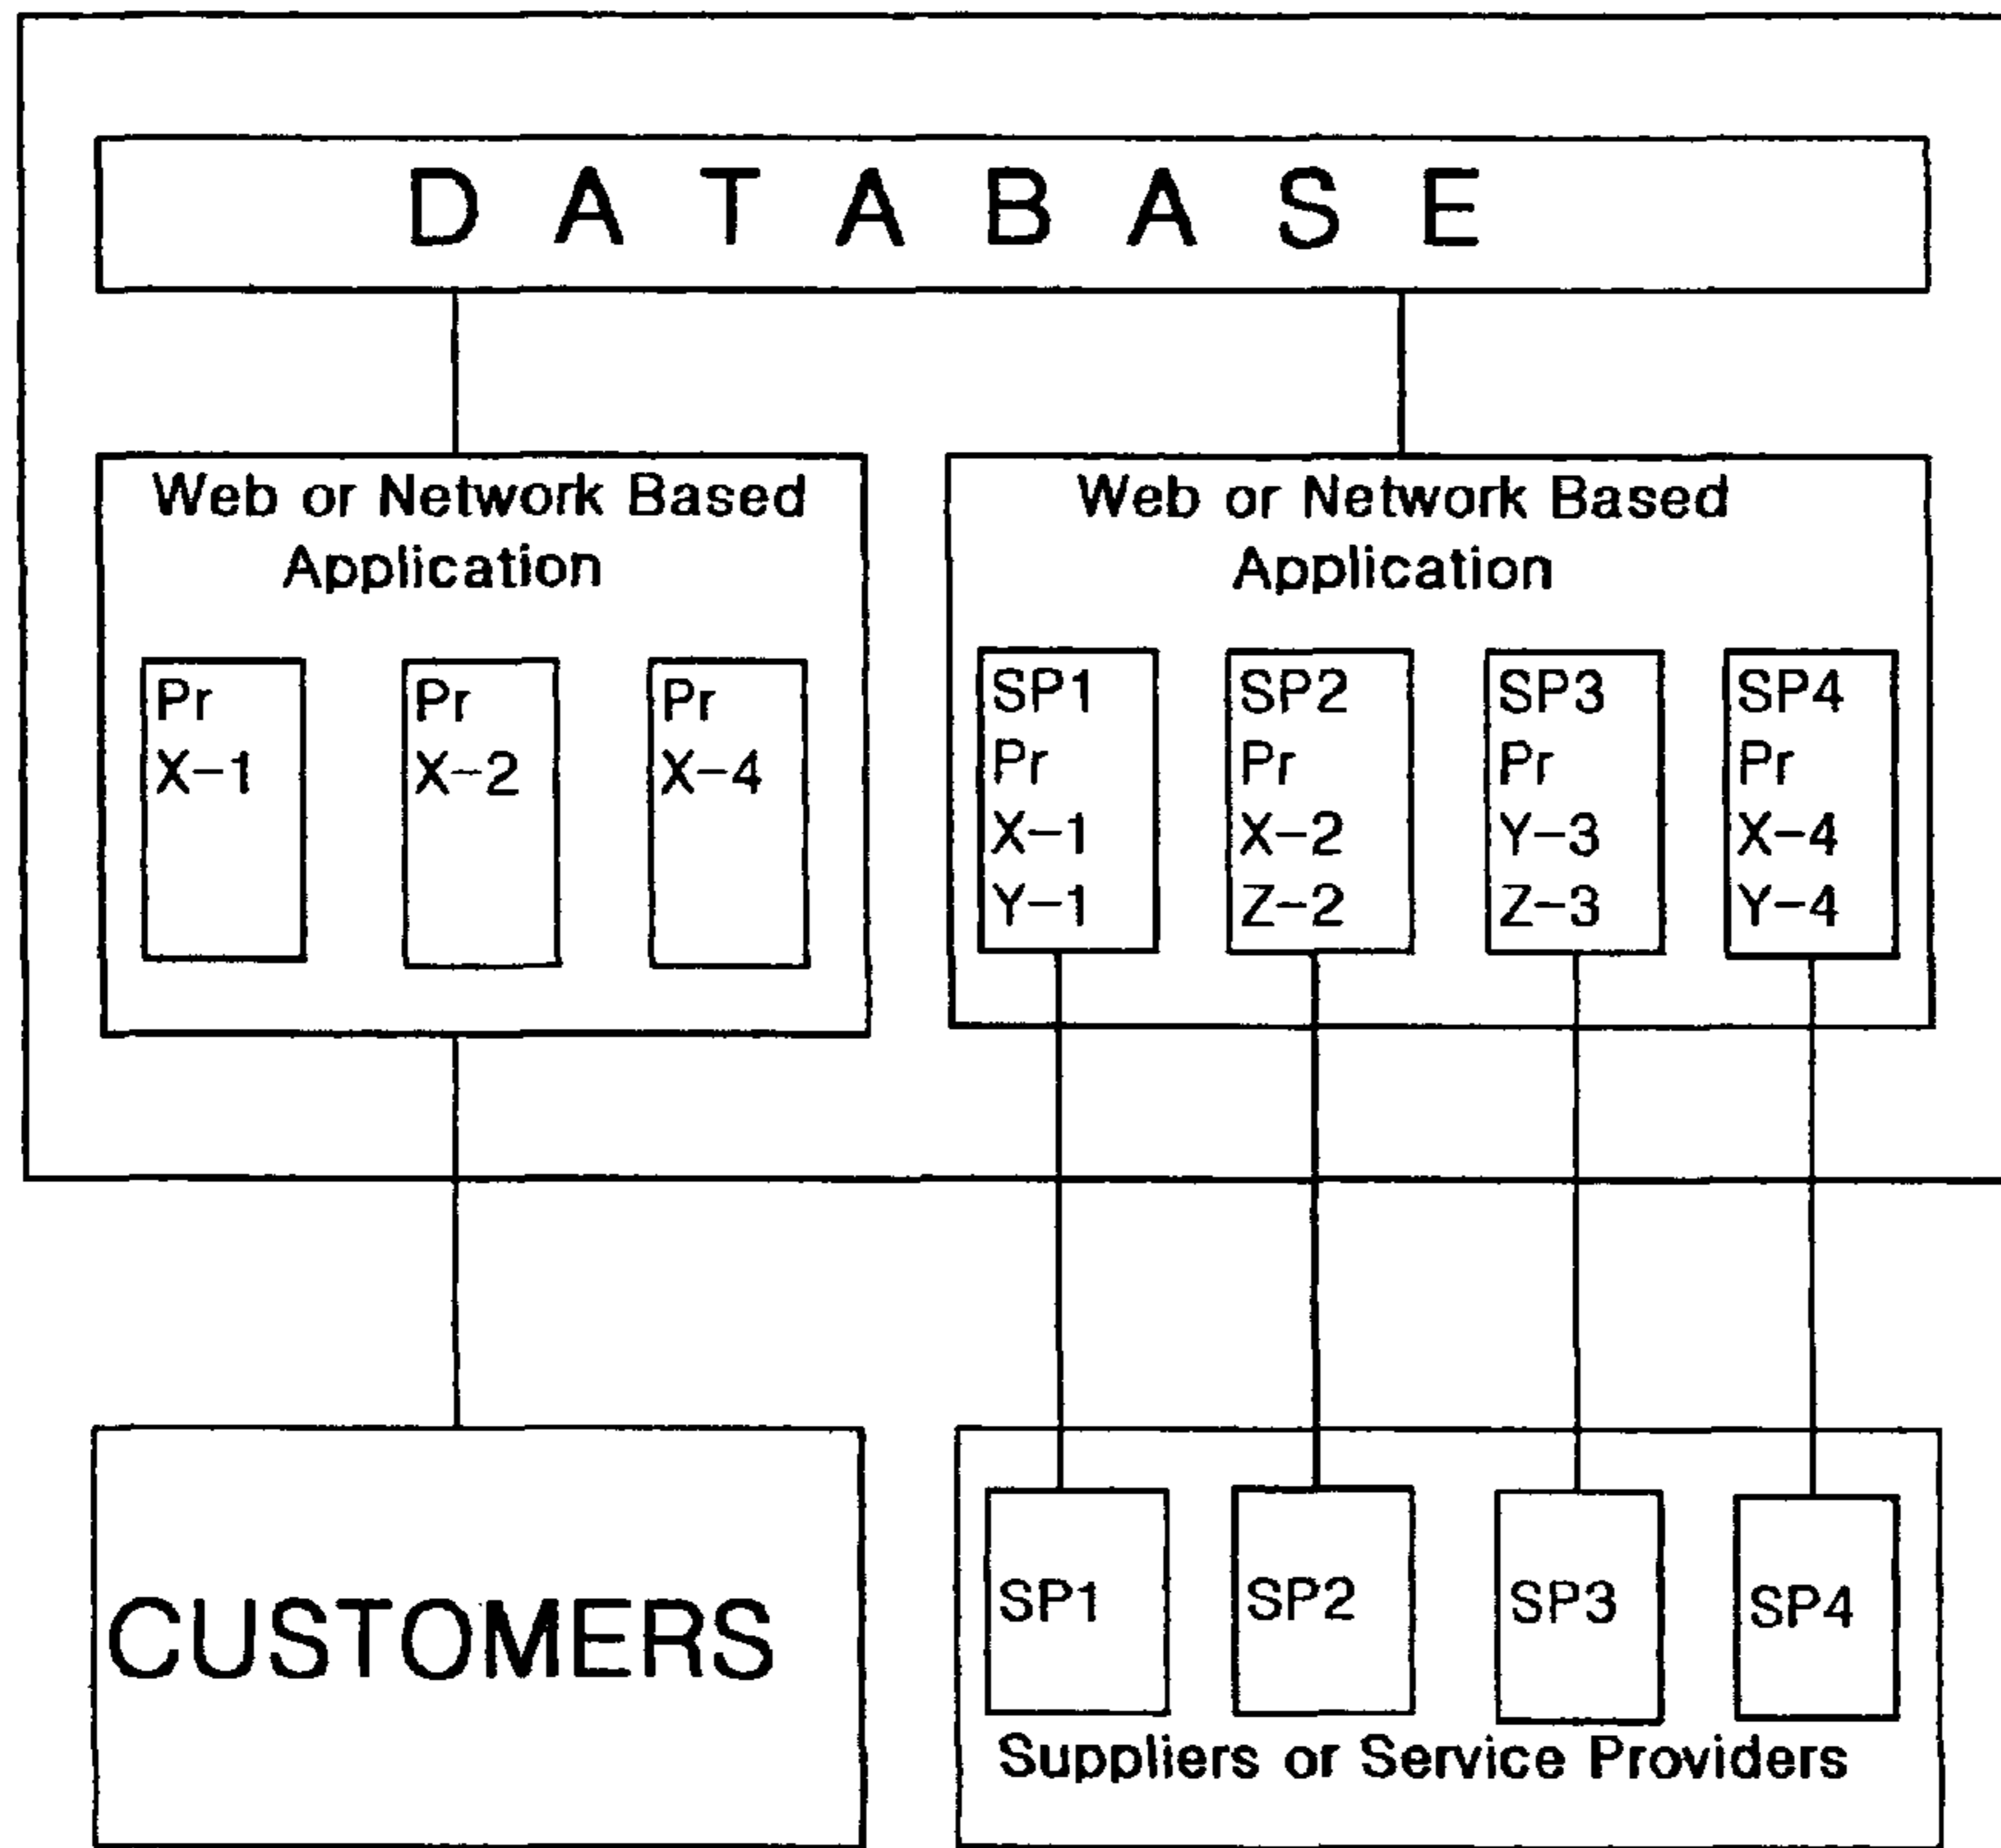 D A T A B A S E
Web or Network Based
Application
Pr
X-1
Pr
X-2
Pr
X-4
Web or Network Based
Application
SP1
Pr
X-1
Y-1
SP2
Pr
X-2
Z-2
SP3
Pr
Y-3
Z-3
SP4
Pr
X-4
Y-4
CUSTOMERS
SP1
SP2
SP3
SP4
Suppliers or Service Providers